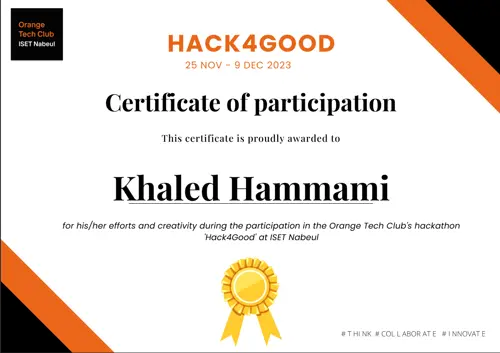 Orange
Tech Club
ISET Nabeul
HACK4GOOD
25 NOV - 9 DEC 2023
Certificate of participation
This certificate is proudly awarded to
Khaled Hammami
for his/her efforts and creativity during the participation in the Orange Tech Club's hackathon
'Hack4Good' at ISET Nabeul
#THINK #COLLABORATE #INNOVATE